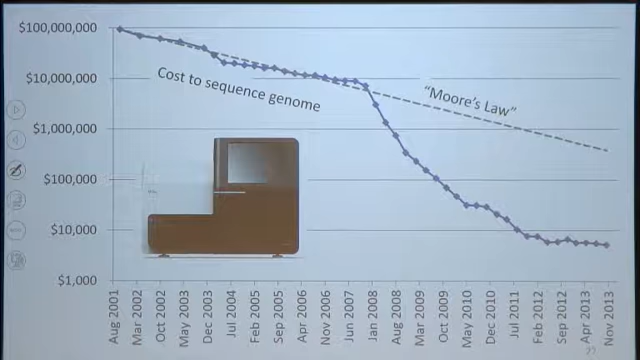 $100,000,000
$10,000,000
$1,000,000
$100,000
$10,000
$1,000
Cost to sequence genome
"Moore's Law"
Aug 2001
Mar 2002
Oct 2002
May 2003
Dec 2003
Jul 2004
Feb 2005
Sep 2005
Apr 2006
Nov 2006
Jun 2007
Jan 2008
Aug 2008
Mar 2009
Oct 2009
May 2010
Dec 2010
Jul 2011
Feb 2012
Sep 2012
Apr 2013
Nov 2013